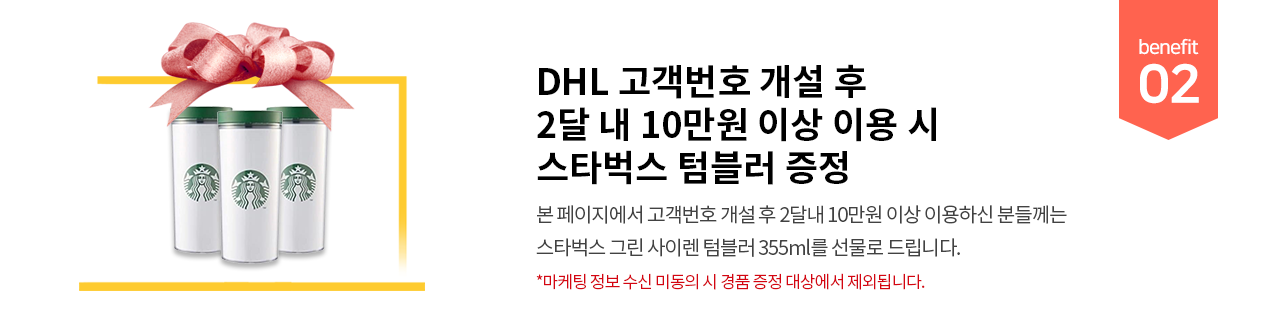 benefit
02
DHL 고객번호 개설 후
2달 내 10만원 이상 이용 시
스타벅스 텀블러 증정
본 페이지에서 고객번호 개설 후 2달내 10만원 이상 이용하신 분들께는
스타벅스 그린 사이렌 텀블러 355ml를 선물로 드립니다.
*마케팅 정보 수신 미동의 시 경품 증정 대상에서 제외됩니다.